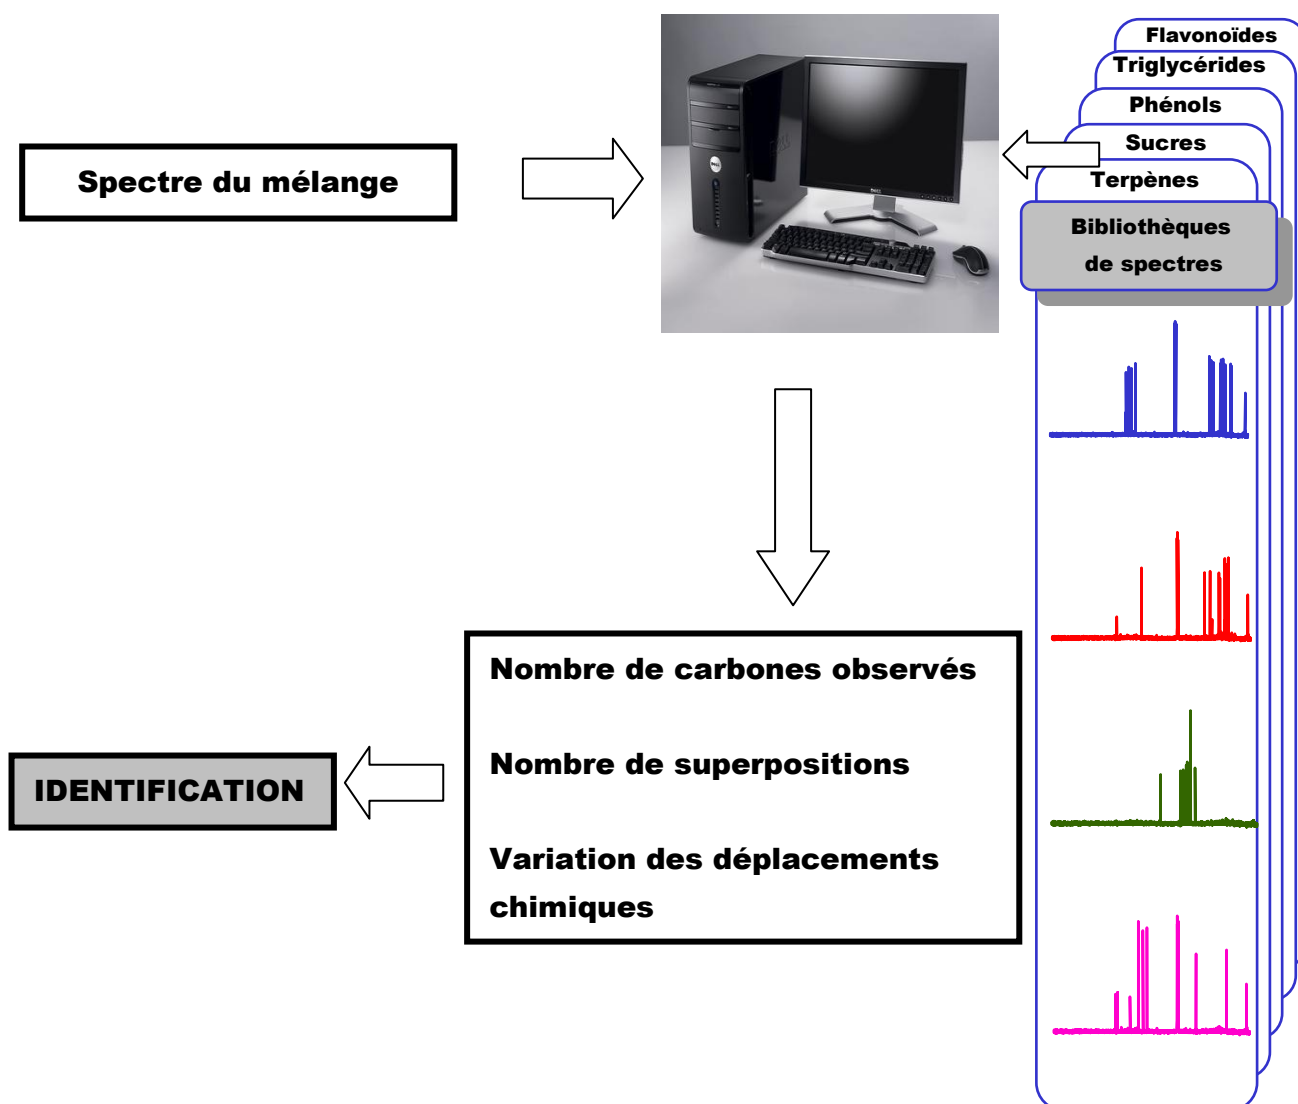 Flavonoïdes
Triglycérides
Phénols
Sucres
Terpènes
Bibliothèques
de spectres
Spectre du mélange
Nombre de carbones observés
Nombre de superpositions
Variation des déplacements
chimiques
IDENTIFICATION